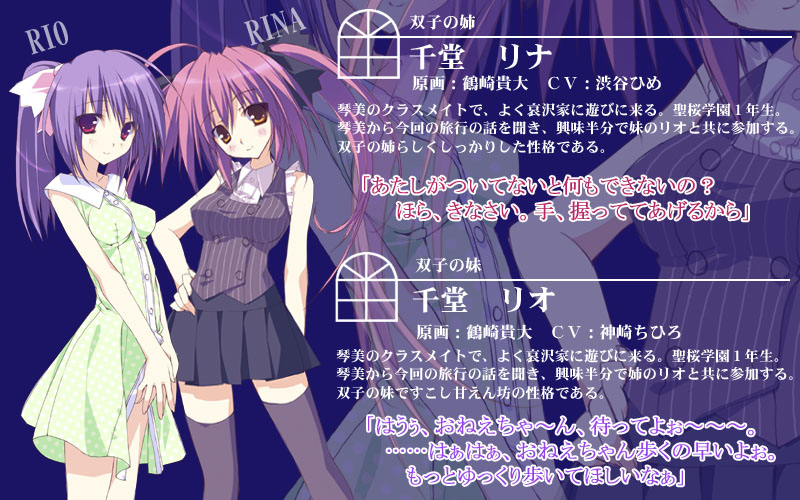 RIO
RINA
双子の姉
千堂 リナ
原画：鶴崎貴大 ＣＶ：渋谷ひめ
琴美のクラスメイトで、よく哀沢家に遊びに来る。聖桜学園１年生。
琴美から今回の旅行の話を聞き、興味半分で妹のリオと共に参加する。
双子の姉らしくしっかりした性格である。
「あたしがついてないと何もできないの？
ほら、きなさい。手、握っててあげるから」
双子の妹
千堂 リオ
原画：鶴崎貴大 ＣＶ：神崎ちひろ
琴美のクラスメイトで、よく哀沢家に遊びに来る。聖桜学園１年生。
琴美から今回の旅行の話を聞き、興味半分で姉のリオと共に参加する。
双子の妹ですこし甘えん坊の性格である。
「はうぅ、おねえちゃ～ん、待ってよぉ～～～。
……はぁはぁ、おねえちゃん歩くの早いよぉ。
もっとゆっくり歩いてほしいなぁ」